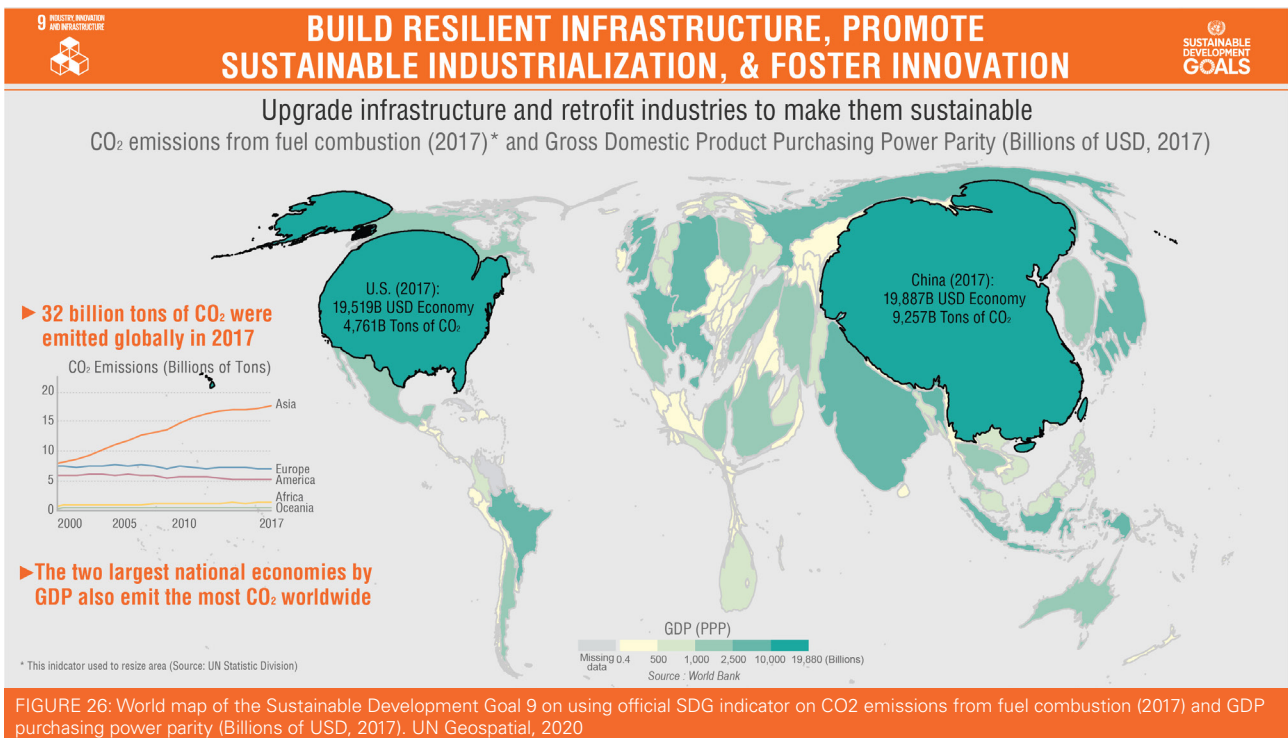 9 INDUSTRY, INNOVATION
AND INFRASTRUCTURE
BUILD RESILIENT INFRASTRUCTURE, PROMOTE
SUSTAINABLE INDUSTRIALIZATION, & FOSTER INNOVATION
SUSTAINABLE
DEVELOPMENT
GOALS
Upgrade infrastructure and retrofit industries to make them sustainable
CO₂ emissions from fuel combustion (2017)* and Gross Domestic Product Purchasing Power Parity (Billions of USD, 2017)
U.S. (2017):
19,519B USD Economy
4,761B Tons of CO₂
China (2017):
19,887B USD Economy
9,257B Tons of CO₂
▶ 32 billion tons of CO₂ were
emitted globally in 2017
CO₂ Emissions (Billions of Tons)
20
15
10
5
0
Asia
Europe
America
Africa
Oceania
2000 2005 2010 2017
▶The two largest national economies by
GDP also emit the most CO₂ worldwide
GDP (PPP)
Missing data 0.4 500 1,000 2,500 10,000 19,880 (Billions)
Source : World Bank
* This inidcator used to resize area (Source: UN Statistic Division)
FIGURE 26: World map of the Sustainable Development Goal 9 on using official SDG indicator on CO2 emissions from fuel combustion (2017) and GDP
purchasing power parity (Billions of USD, 2017). UN Geospatial, 2020